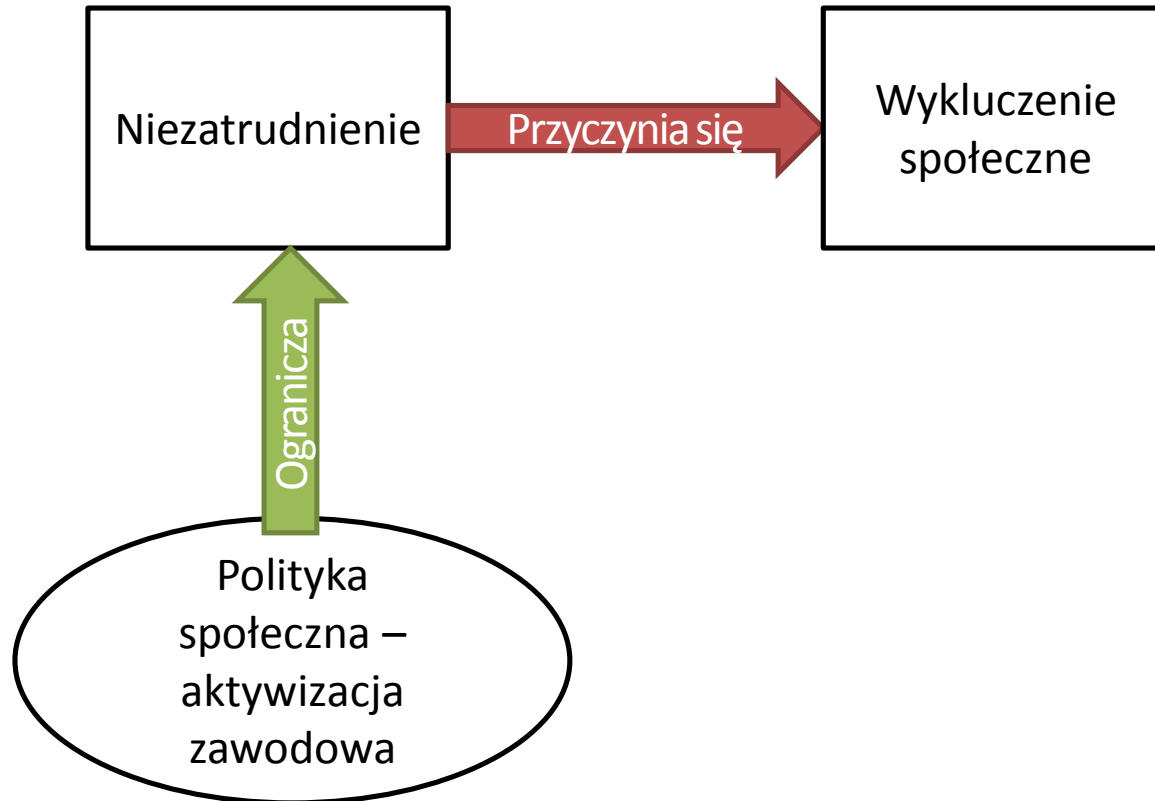 Niezatrudnienie
Przyczynia się
Wykluczenie
społeczne
Ogranicza
Polityka
społeczna –
aktywizacja
zawodowa